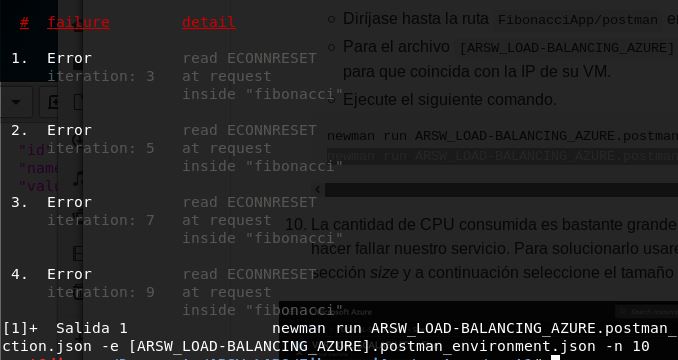 # failure detail
1. Error read ECONNRESET
iteration: 3 at request
inside "fibonacci"
2. Error read ECONNRESET
iteration: 5 at request
inside "fibonacci"
3. Error read ECONNRESET
iteration: 7 at request
inside "fibonacci"
4. Error read ECONNRESET
iteration: 9 at request
inside "fibonacci"
[1]+ Salida 1 newman run ARSW_LOAD-BALANCING_AZURE.postman_
ction.json -e [ARSW_LOAD-BALANCING_AZURE].postman_environment.json -n 10
"id"
"name
"valu
Diríjase hasta la ruta FibonacciApp/postman
Para el archivo [ARSW_LOAD-BALANCING_AZURE]
para que coincida con la IP de su VM.
Ejecute el siguiente comando.
newman run ARSW_LOAD-BALANCING_AZURE.postman
newman run ARSW_LOAD-BALANCING_AZURE.postman
10. La cantidad de CPU consumida es bastante grande
hacer fallar nuestro servicio. Para solucionarlo usare
sección size y a continuación seleccione el tamaño
Microsoft Azure